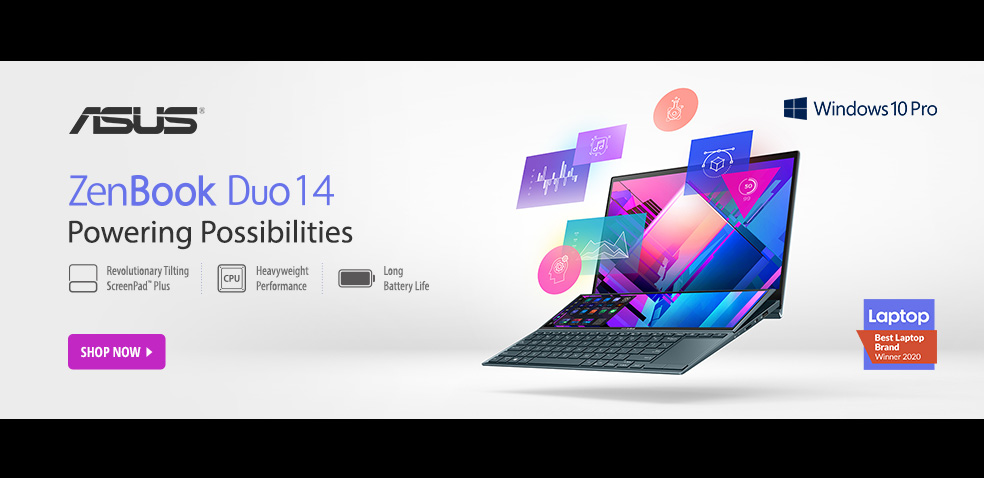 ASUS®
Windows 10 Pro
ZenBook Duo 14
Powering Possibilities
Revolutionary Tilting
ScreenPad™ Plus
CPU
Heavyweight
Performance
Long
Battery Life
SHOP NOW
50
Laptop
Best Laptop
Brand
Winner 2020